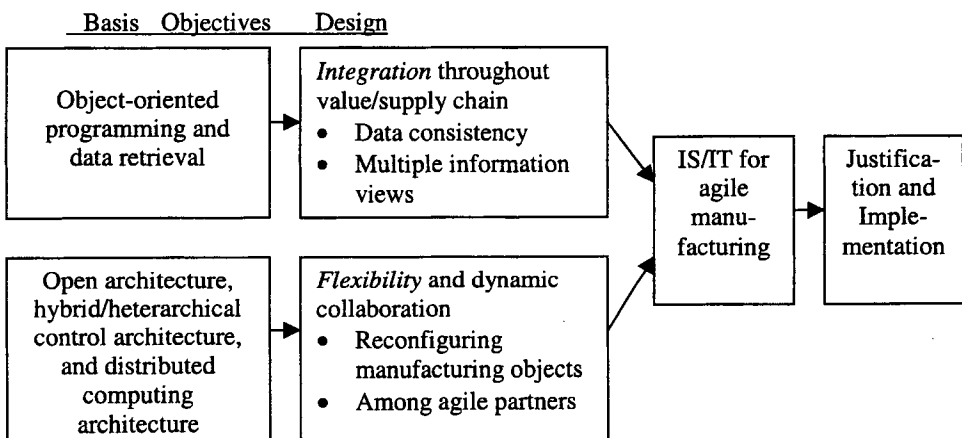 Basis Objectives Design
Object-oriented
programming and
data retrieval
Integration throughout
value/supply chain
• Data consistency
• Multiple information
views
Open architecture,
hybrid/heterarchical
control architecture,
and distributed
computing
architecture
Flexibility and dynamic
collaboration
• Reconfiguring
manufacturing objects
• Among agile partners
IS/IT for
agile
manu-
facturing
Justifica-
tion and
Imple-
mentation